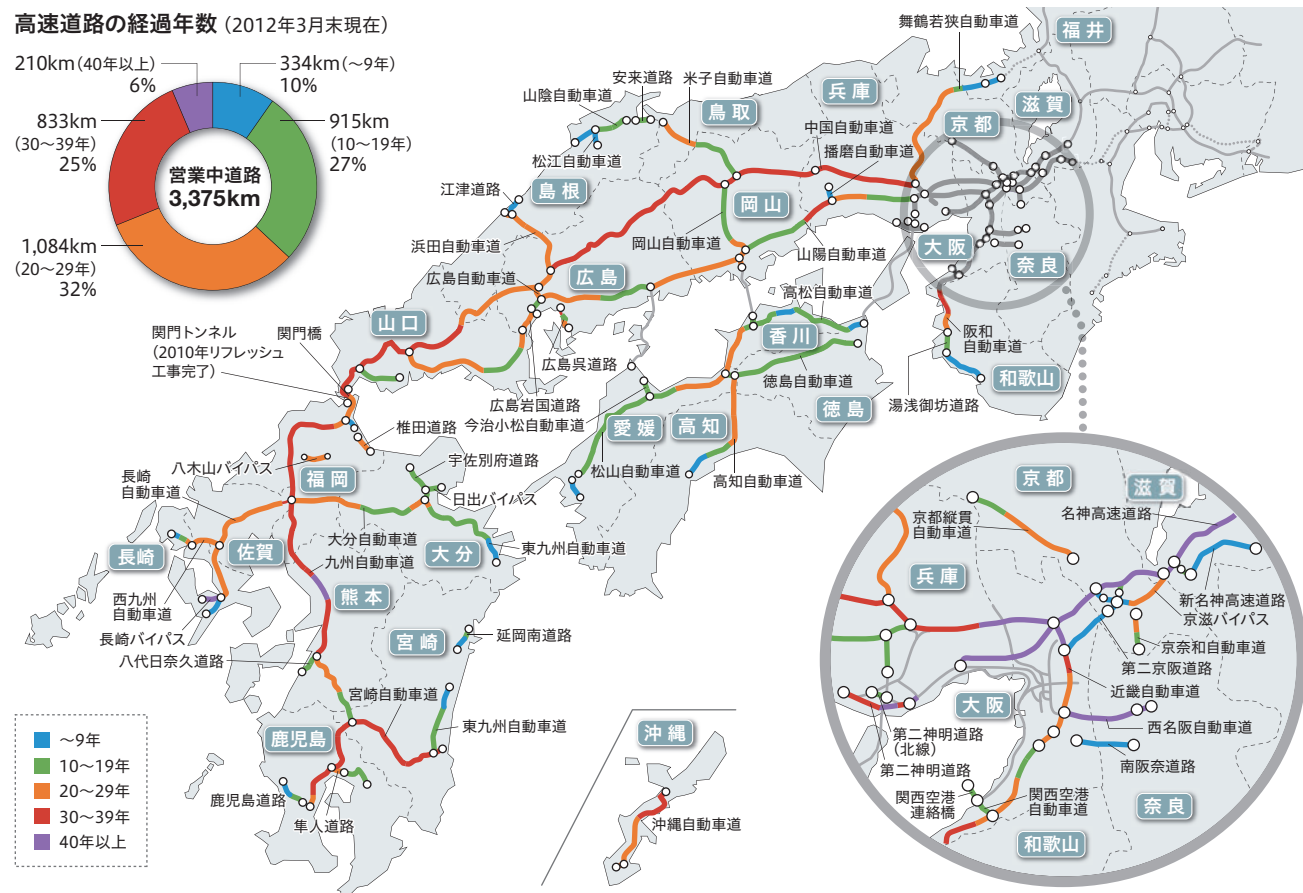 高速道路の経過年数 (2012年3月末現在)
210km(40年以上)
6%
334km(～9年)
10%
833km
(30～39年)
25%
915km
(10～19年)
27%
営業中道路
3,375km
1,084km
(20～29年)
32%
舞鶴若狭自動車道
福井
安来道路
米子自動車道
兵庫
滋賀
山陰自動車道
鳥取
京都
中国自動車道
播磨自動車道
松江自動車道
江津道路
島根
岡山
浜田自動車道
岡山自動車道
山陽自動車道
大阪
奈良
広島自動車道
広島
高松自動車道
山口
香川
関門トンネル
(2010年リフレッシュ
工事完了)
関門橋
広島呉道路
阪和
自動車道
徳島自動車道
和歌山
広島岩国道路
今治小松自動車道
徳島
湯浅御坊道路
椎田道路
愛媛
高知
八木山バイパス
宇佐別府道路
松山自動車道
高知自動車道
福岡
長崎
自動車道
日出バイパス
大分自動車道
東九州自動車道
長崎
佐賀
大分
九州自動車道
西九州
自動車道
熊本
長崎バイパス
宮崎
延岡南道路
八代日奈久道路
宮崎自動車道
東九州自動車道
鹿児島
鹿児島道路
隼人道路
沖縄
沖縄自動車道
～9年
10～19年
20～29年
30～39年
40年以上
京都
滋賀
名神高速道路
京都縦貫
自動車道
兵庫
新名神高速道路
京滋バイパス
京奈和自動車道
第二京阪道路
近畿自動車道
大阪
西名阪自動車道
第二神明道路
(北線)
第二神明道路
南阪奈道路
関西空港
連絡橋
関西空港
自動車道
奈良
和歌山